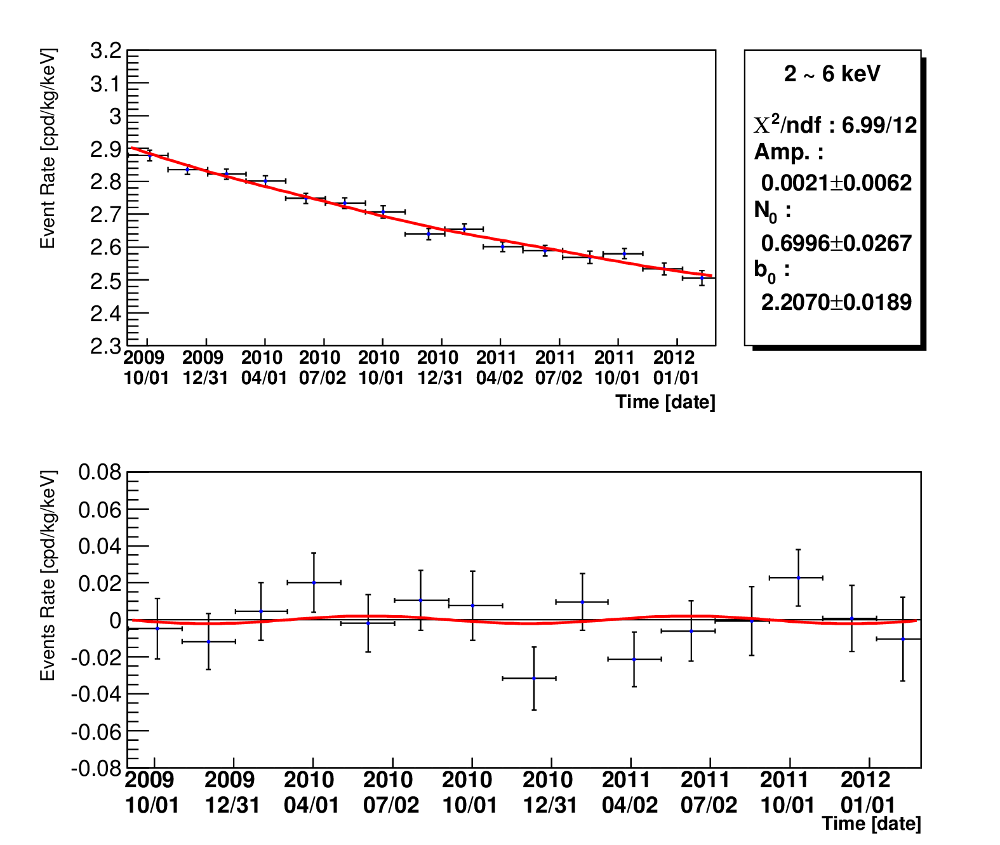 Event Rate [cpd/kg/keV]
3.2
3.1
3
2.9
2.8
2.7
2.6
2.5
2.4
2.3
2009 2009 2010 2010 2010 2010 2011 2011 2011 2012
10/01 12/31 04/01 07/02 10/01 12/31 04/02 07/02 10/01 01/01
Time [date]
2 ~ 6 keV
X²/ndf : 6.99/12
Amp. :
0.0021±0.0062
N₀ :
0.6996±0.0267
b₀ :
2.2070±0.0189
Events Rate [cpd/kg/keV]
0.08
0.06
0.04
0.02
0
-0.02
-0.04
-0.06
-0.08
2009 2009 2010 2010 2010 2010 2011 2011 2011 2012
10/01 12/31 04/01 07/02 10/01 12/31 04/02 07/02 10/01 01/01
Time [date]